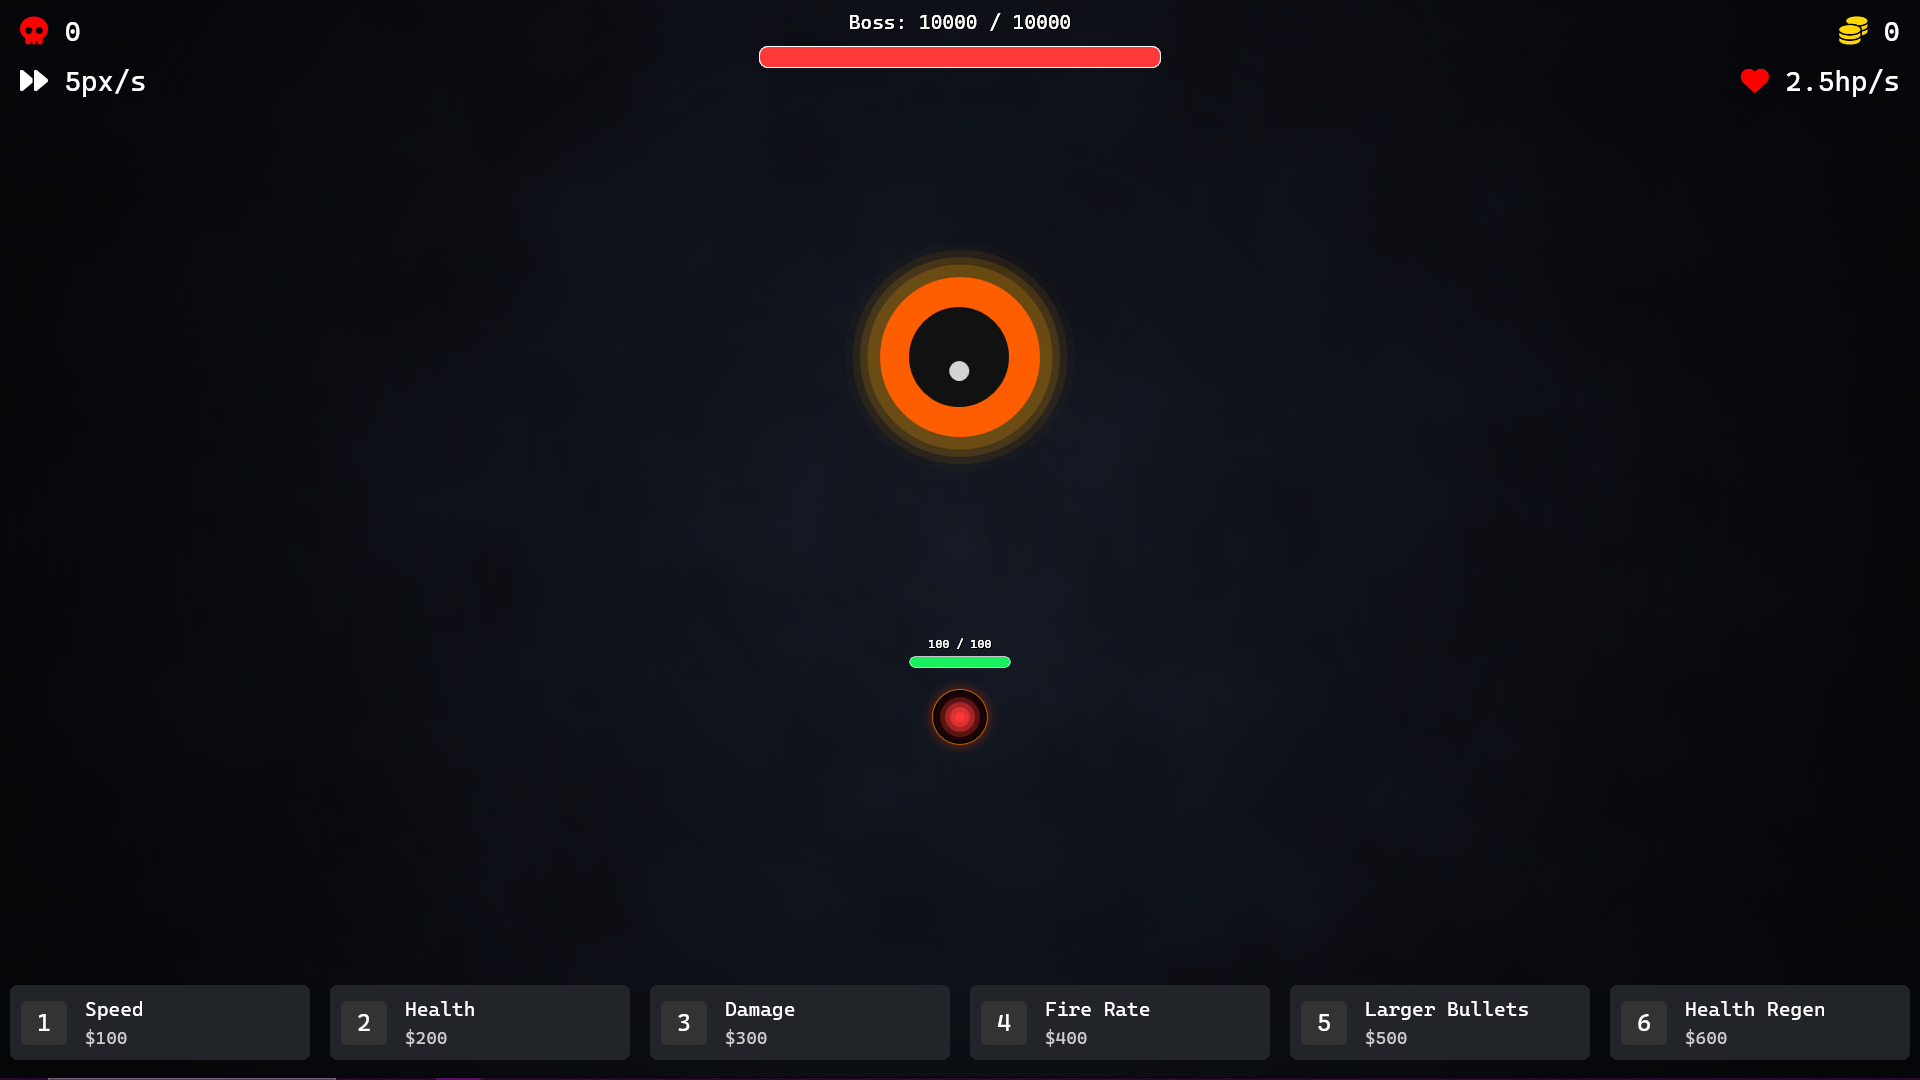 0
5px/s
Boss: 10000 / 10000
0
2.5hp/s
100 / 100
1
Speed
$100
2
Health
$200
3
Damage
$300
4
Fire Rate
$400
5
Larger Bullets
$500
6
Health Regen
$600